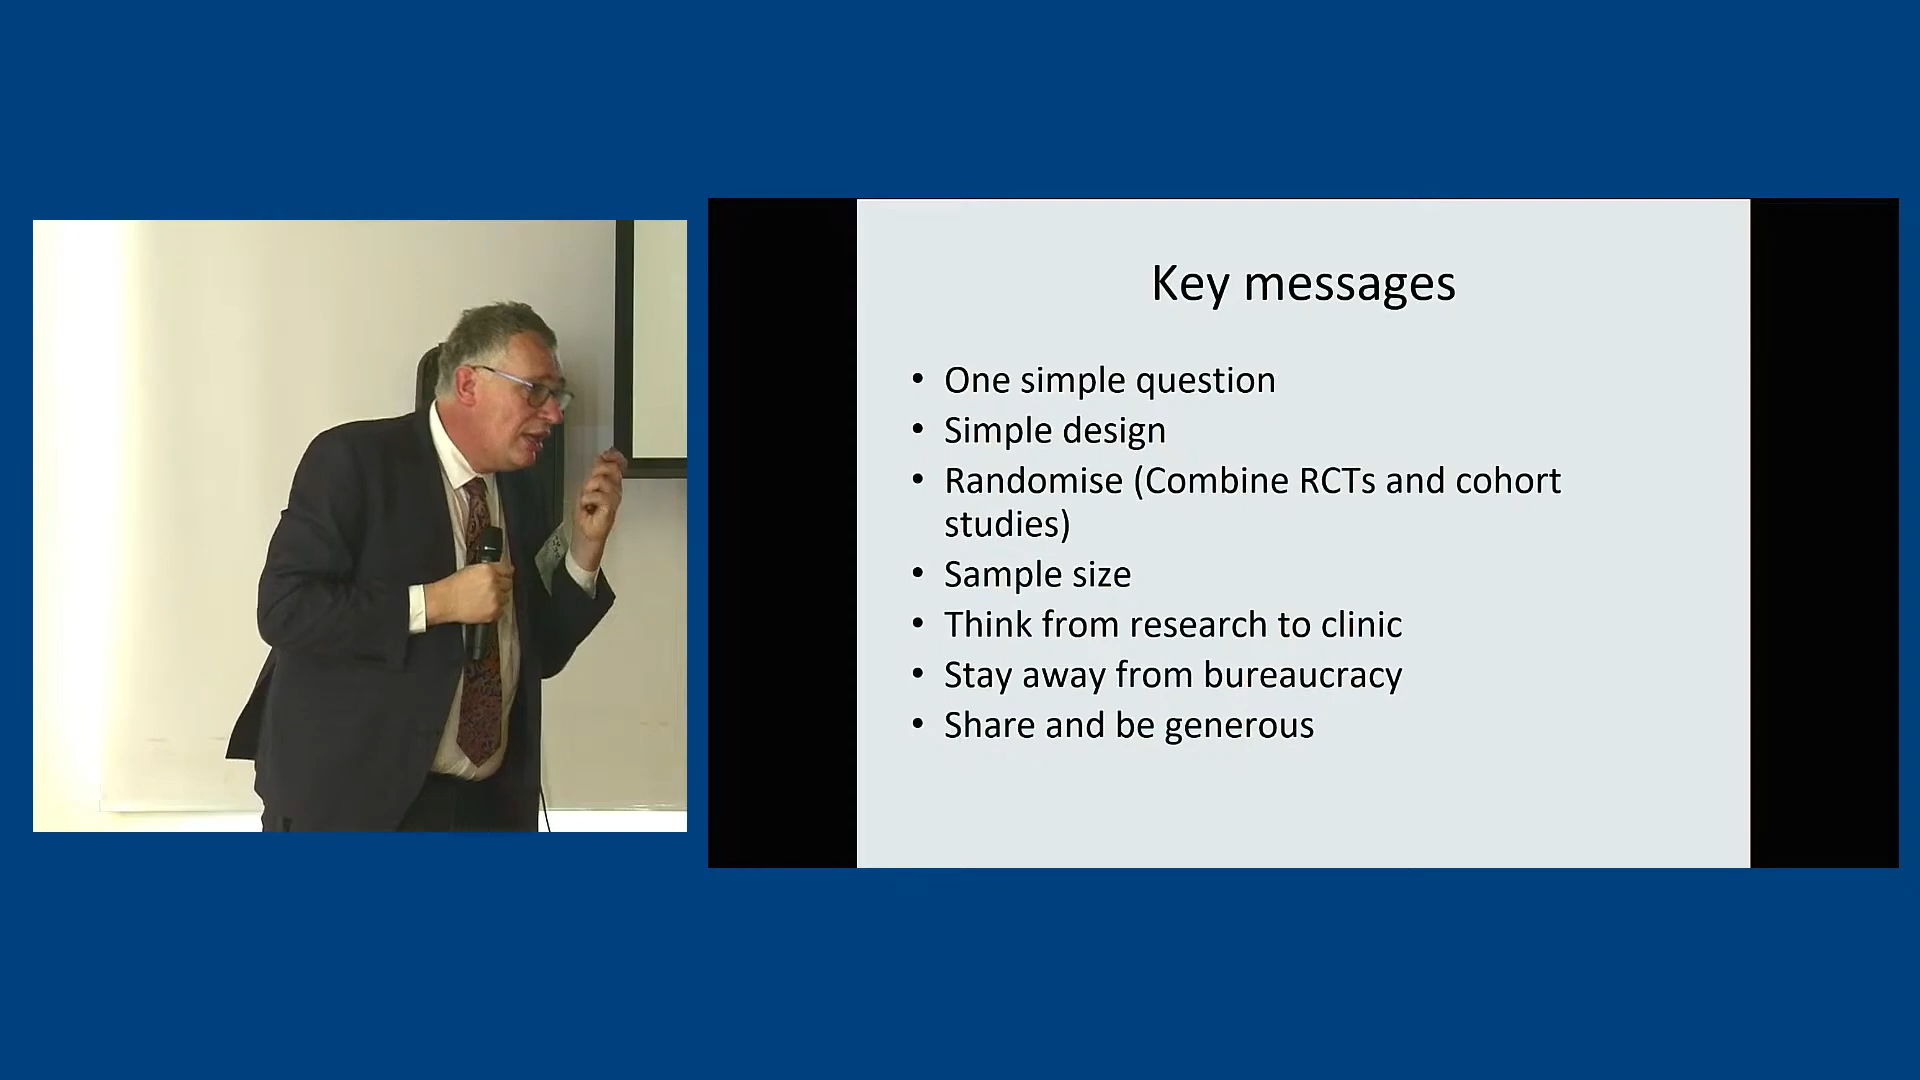 Key messages
• One simple question
• Simple design
• Randomise (Combine RCTs and cohort
studies)
• Sample size
• Think from research to clinic
• Stay away from bureaucracy
• Share and be generous